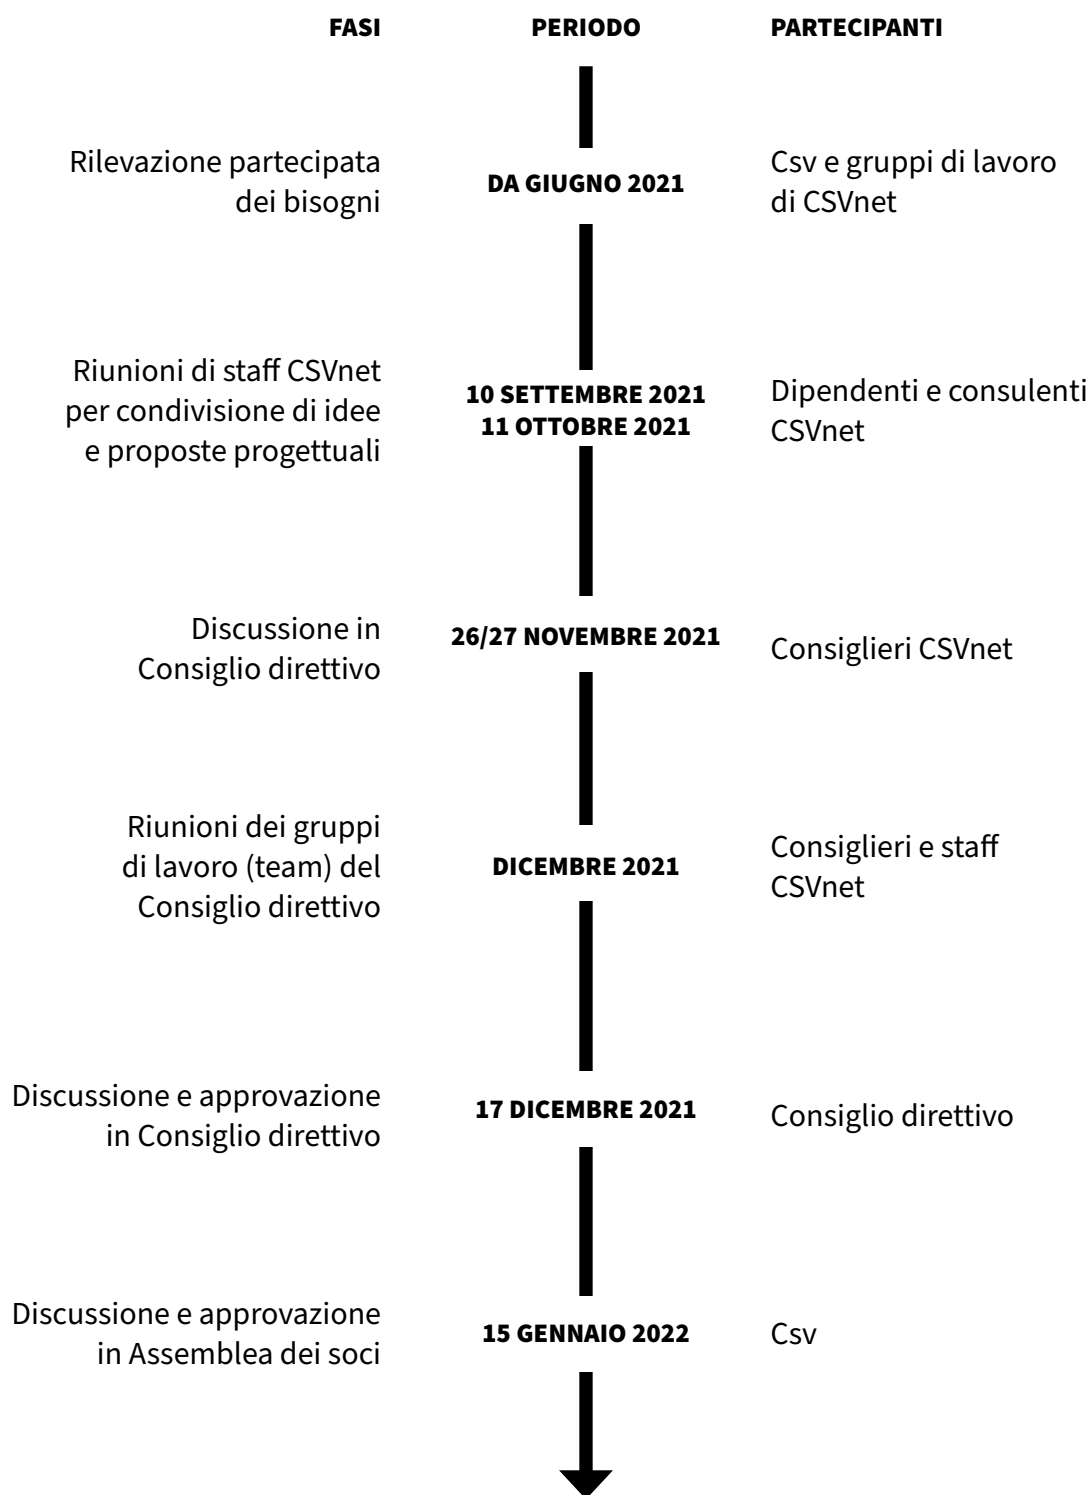 FASI
PERIODO
PARTECIPANTI
Rilevazione partecipata
dei bisogni
DA GIUGNO 2021
Csv e gruppi di lavoro
di CSVnet
Riunioni di staff CSVnet
per condivisione di idee
e proposte progettuali
10 SETTEMBRE 2021
11 OTTOBRE 2021
Dipendenti e consulenti
CSVnet
Discussione in
Consiglio direttivo
26/27 NOVEMBRE 2021
Consiglieri CSVnet
Riunioni dei gruppi
di lavoro (team) del
Consiglio direttivo
DICEMBRE 2021
Consiglieri e staff
CSVnet
Discussione e approvazione
in Consiglio direttivo
17 DICEMBRE 2021
Consiglio direttivo
Discussione e approvazione
in Assemblea dei soci
15 GENNAIO 2022
Csv